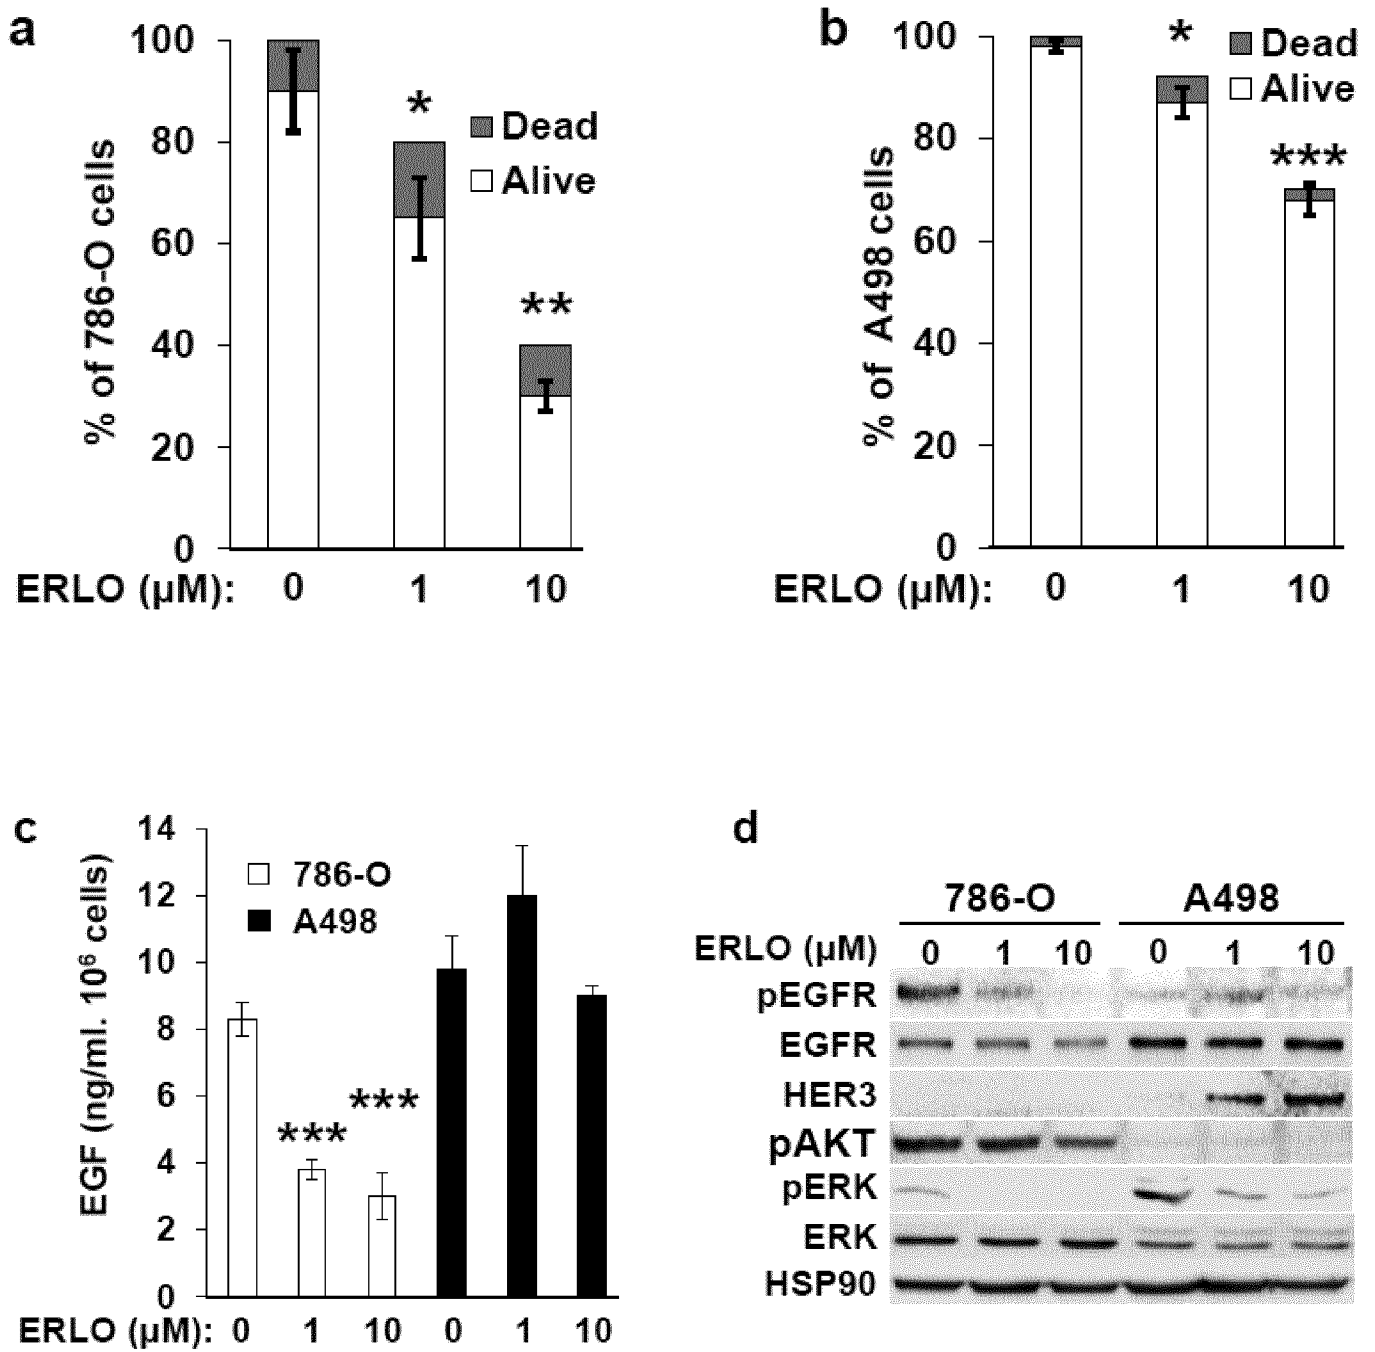 a
% of 786-O cells
100
80
60
40
20
0
*
**
Dead
Alive
ERLO (µM): 0 1 10
b
% of A498 cells
100
80
60
40
20
0
*
***
Dead
Alive
ERLO (µM): 0 1 10
c
EGF (ng/ml. 10⁶ cells)
14
12
10
8
6
4
2
0
786-O
A498
***
***
ERLO (µM): 0 1 10 0 1 10
d
786-O A498
ERLO (µM) 0 1 10 0 1 10
pEGFR
EGFR
HER3
pAKT
pERK
ERK
HSP90